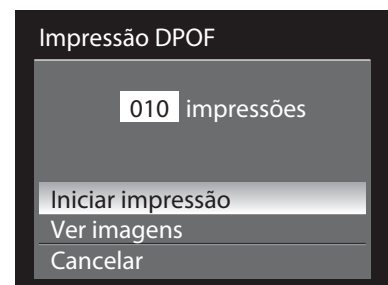 Impressão DPOF
010 impressões
Iniciar impressão
Ver imagens
Cancelar